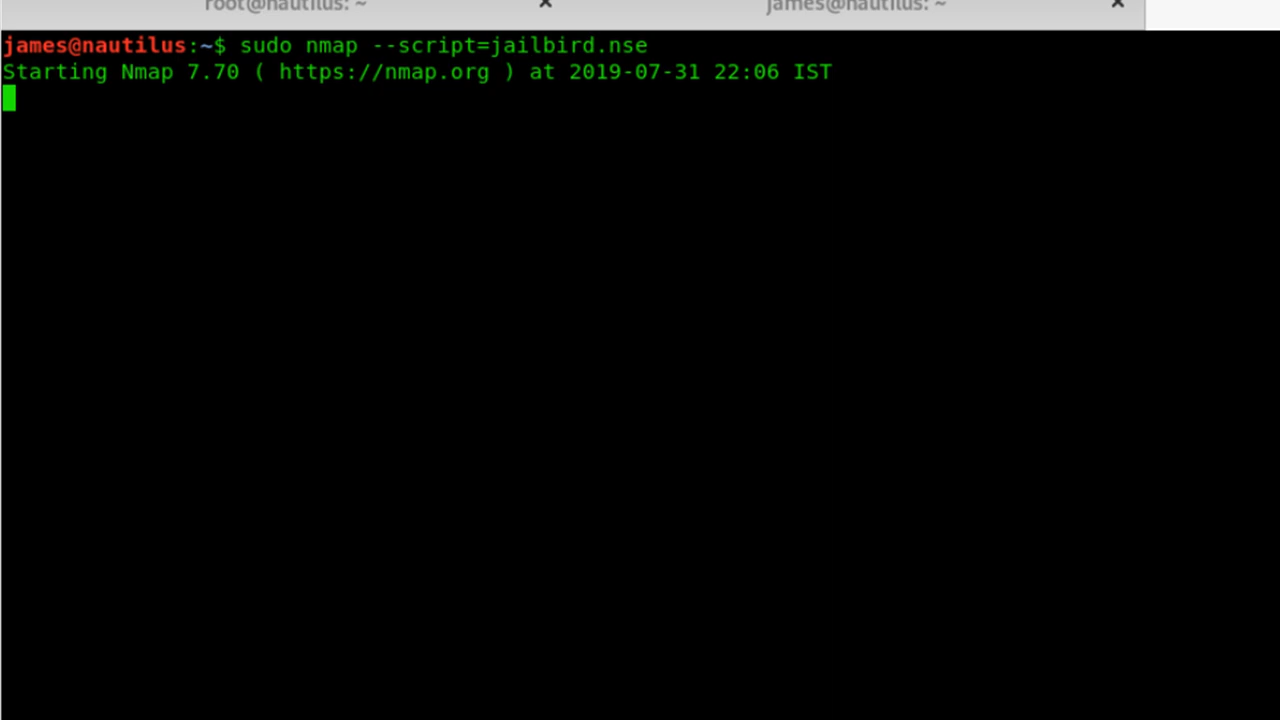 root@nautilus: ~ × james@nautilus: ~ ×
james@nautilus:~$ sudo nmap --script=jailbird.nse
Starting Nmap 7.70 ( https://nmap.org ) at 2019-07-31 22:06 IST